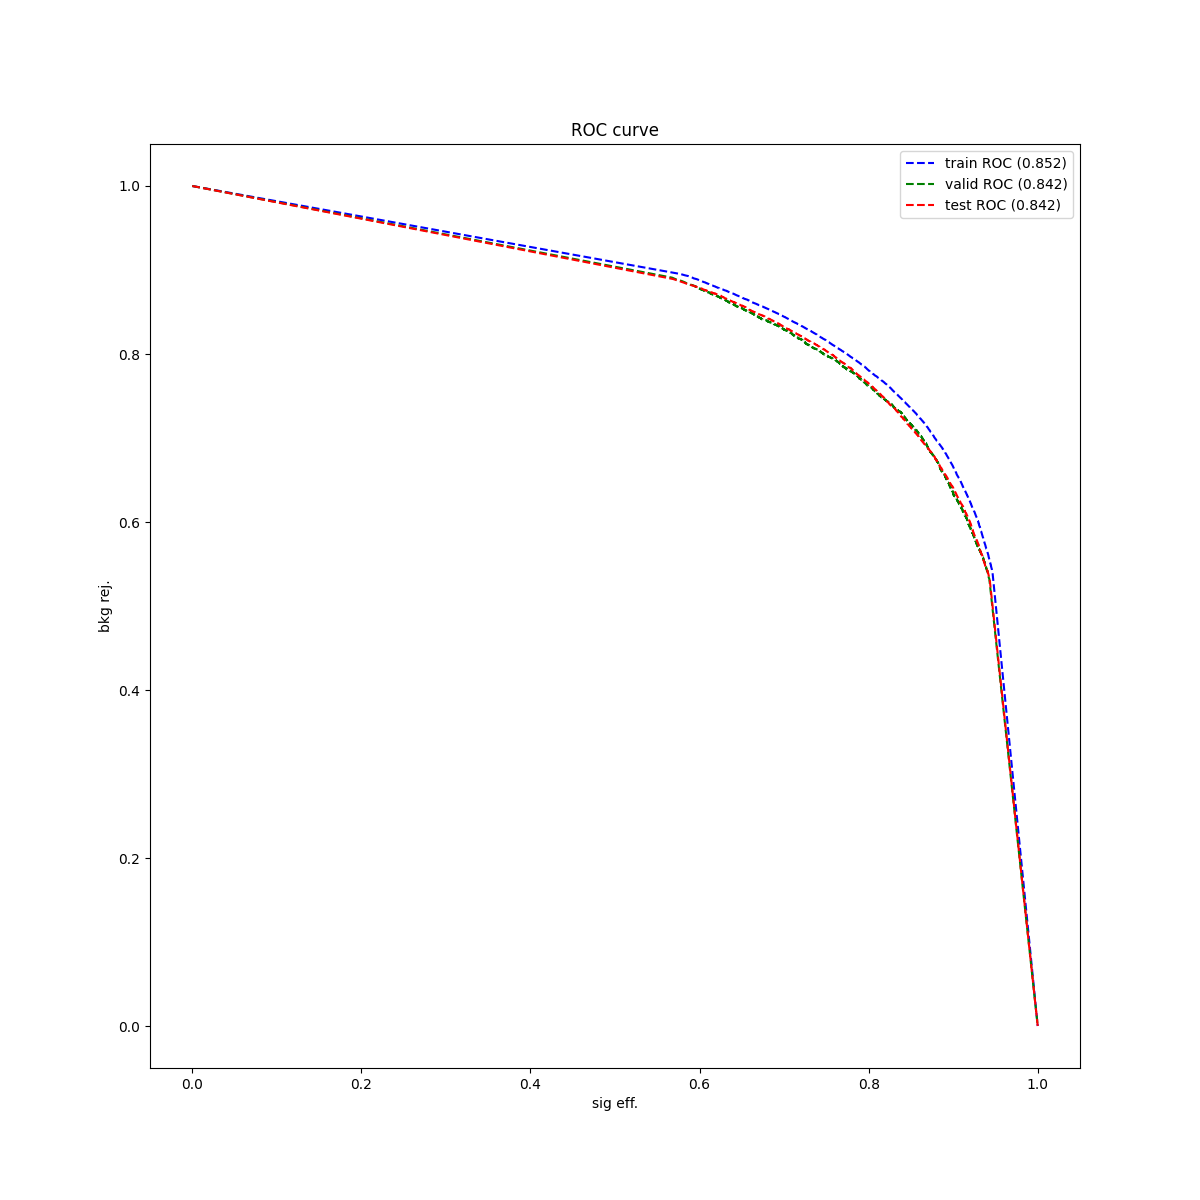 ROC curve
train ROC (0.852)
valid ROC (0.842)
test ROC (0.842)
1.0
0.8
0.6
0.4
0.2
0.0
bkg rej.
0.0 0.2 0.4 0.6 0.8 1.0
sig eff.